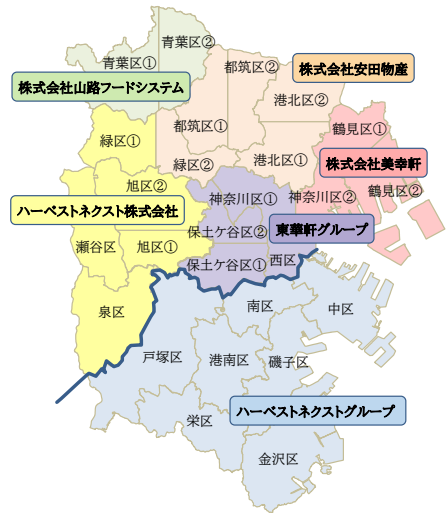 青葉区②
青葉区①
都筑区②
株式会社安田物産
株式会社山路フードシステム
港北区②
都筑区①
鶴見区①
緑区①
緑区②
港北区①
株式会社美幸軒
旭区②
神奈川区①
神奈川区②
鶴見区②
ハーベストネクスト株式会社
保土ケ谷区②
東華軒グループ
瀬谷区
旭区①
保土ケ谷区①
西区
泉区
南区
中区
戸塚区
港南区
磯子区
ハーベストネクストグループ
栄区
金沢区